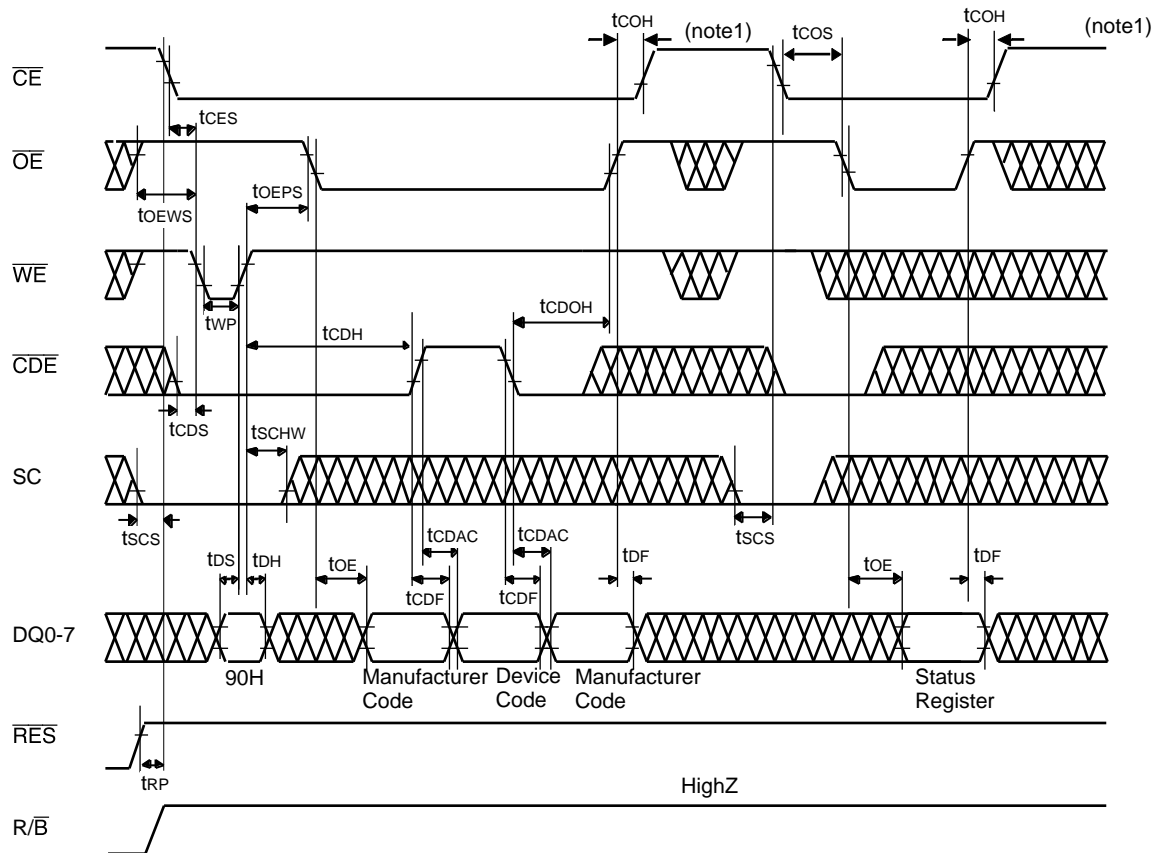 tCOH (note1) tCOS tCOH (note1)
CE
tCES
OE
tOEWS tOEPS
WE
tWP tCDH tCDOH
CDE
tCDS tSCHW
SC
tSCS tDS tDH tOE tCDAC tCDF tCDAC tCDF tDF tSCS tOE tDF
DQ0-7
90H Manufacturer Code Device Code Manufacturer Code Status Register
RES
tRP
HighZ
R/B